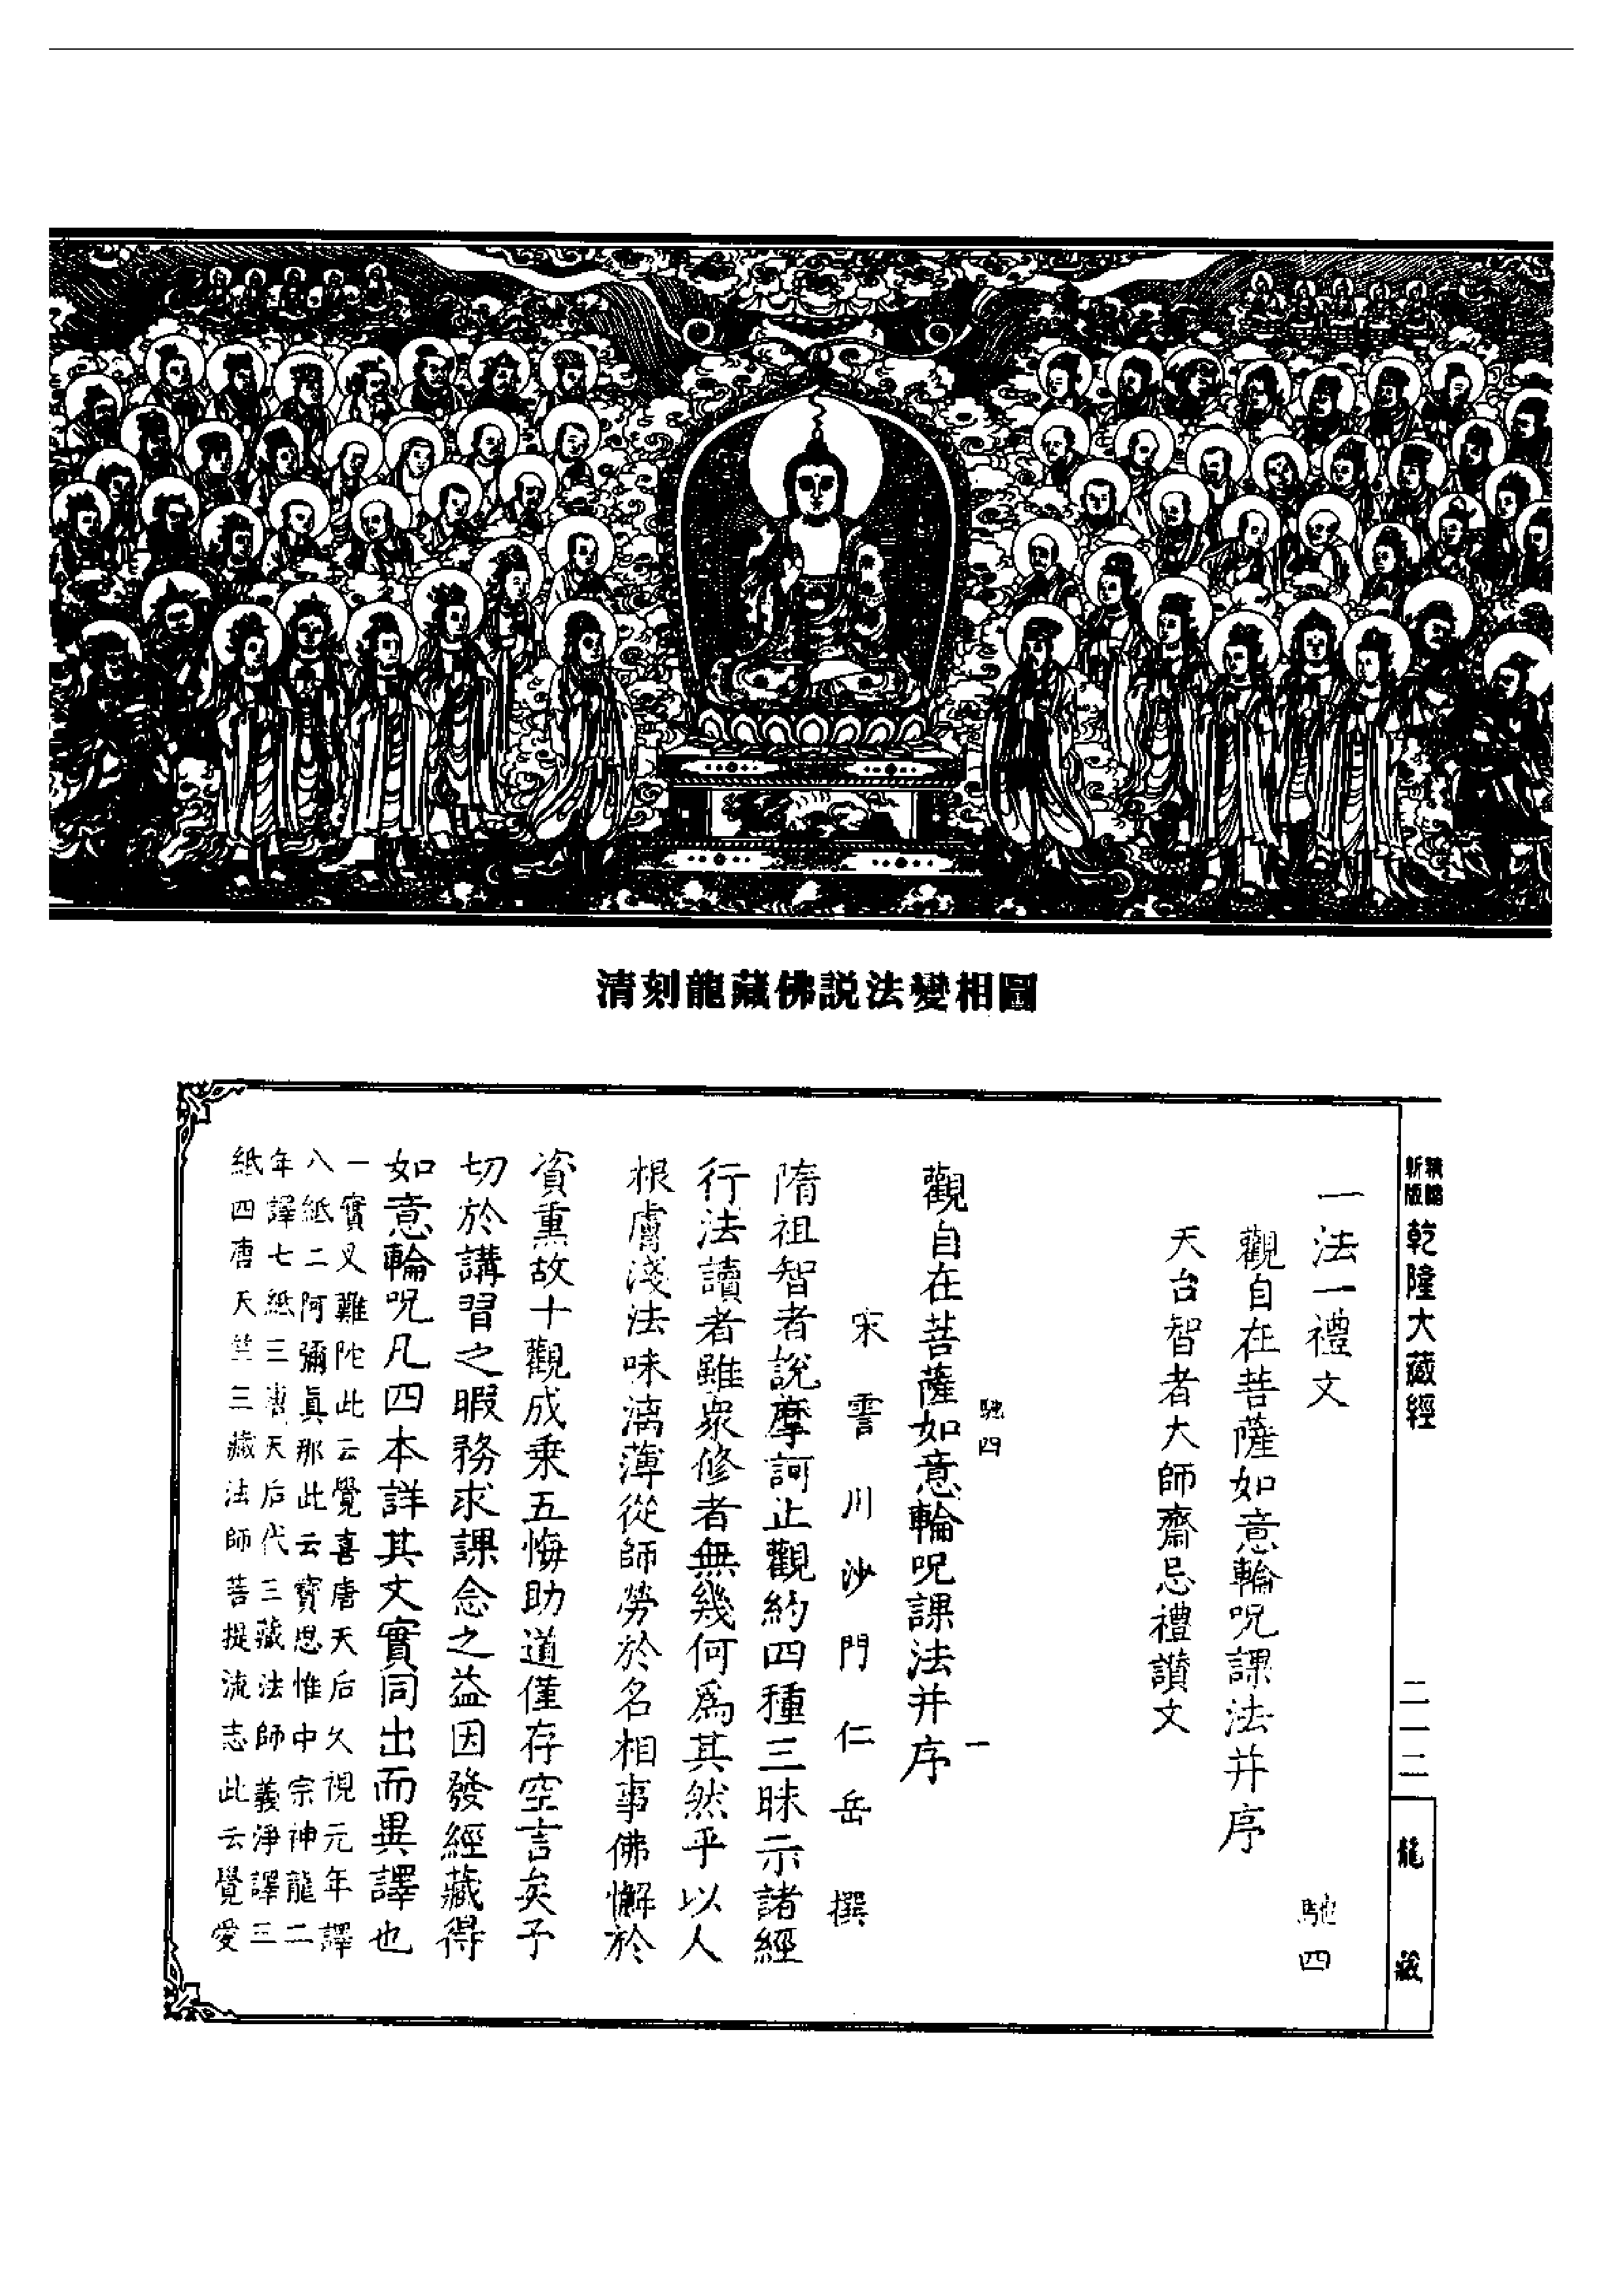 清刻龍藏佛説法變相圖
新版
乾隆大藏經
二一二
龍藏
一法一禮文
馳四
觀自在菩薩如意輪呪課法并序
天台智者大師齋忌禮讃文
馳四
一
觀自在菩薩如意輪呪課法并序
宋霅川沙門仁岳撰
隋祖智者說摩訶止觀約四種三昧示諸經
行法讀者雖衆修者無幾何爲其然乎以人
根膚淺法味漓薄從師勞於名相事佛懈於
資熏故十觀成乘五悔助道僅存空言矣予
切於講習之暇務求課念之益因發經藏得
如意輪呪凡四本詳其文實同出而異譯也
一實叉難陀此云覺喜唐天后久視元年譯
八紙二阿彌眞那此云寶思惟中宗神龍二
年譯七紙三唐天后代三藏法師義淨譯三
紙四唐天竺三藏法師菩提流志此云覺愛